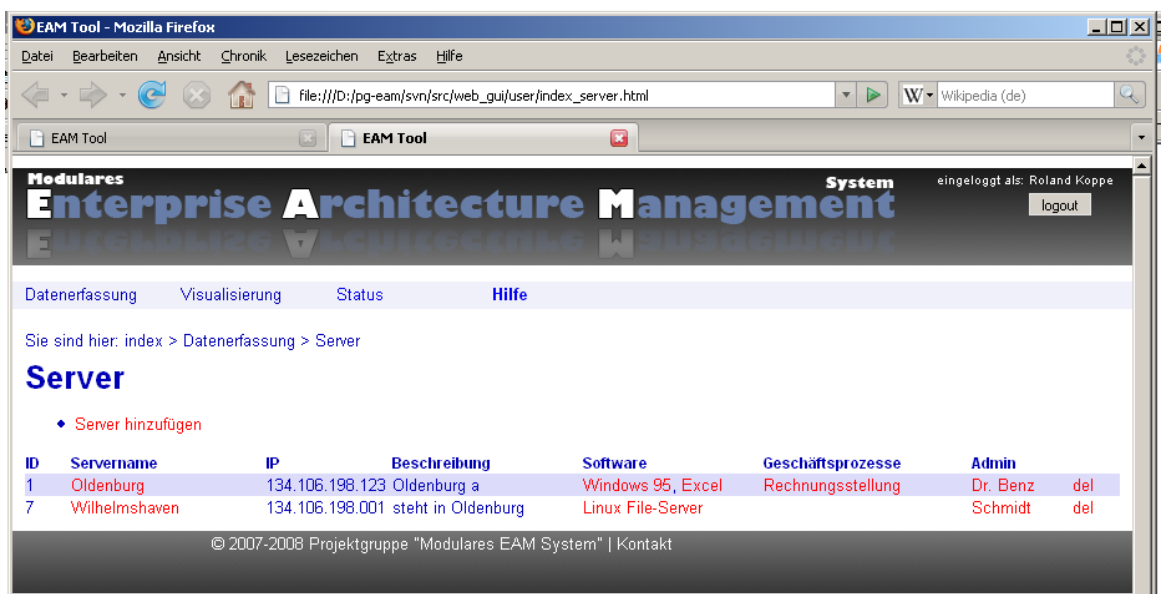 EAM Tool - Mozilla Firefox
Datei Bearbeiten Ansicht Chronik Lesezeichen Extras Hilfe
file:///D:/pg-eam/svn/src/web_gui/user/index_server.html W Wikipedia (de)
EAM Tool EAM Tool
Modulares System eingeloggt als: Roland Koppe
Enterprise Architecture Management logout
Datenerfassung Visualisierung Status Hilfe
Sie sind hier: index > Datenerfassung > Server
Server
• Server hinzufügen
ID Servername IP Beschreibung Software Geschäftsprozesse Admin
1 Oldenburg 134.106.198.123 Oldenburg a Windows 95, Excel Rechnungsstellung Dr. Benz del
7 Wilhelmshaven 134.106.198.001 steht in Oldenburg Linux File-Server Schmidt del
© 2007-2008 Projektgruppe "Modulares EAM System" | Kontakt